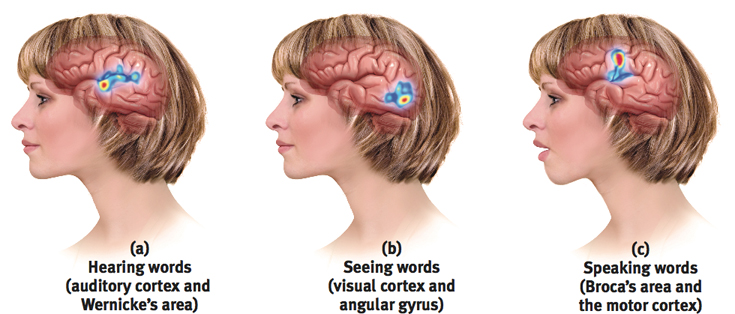 (a)
Hearing words
(auditory cortex and
Wernicke's area)
(b)
Seeing words
(visual cortex and
angular gyrus)
(c)
Speaking words
(Broca's area and
the motor cortex)